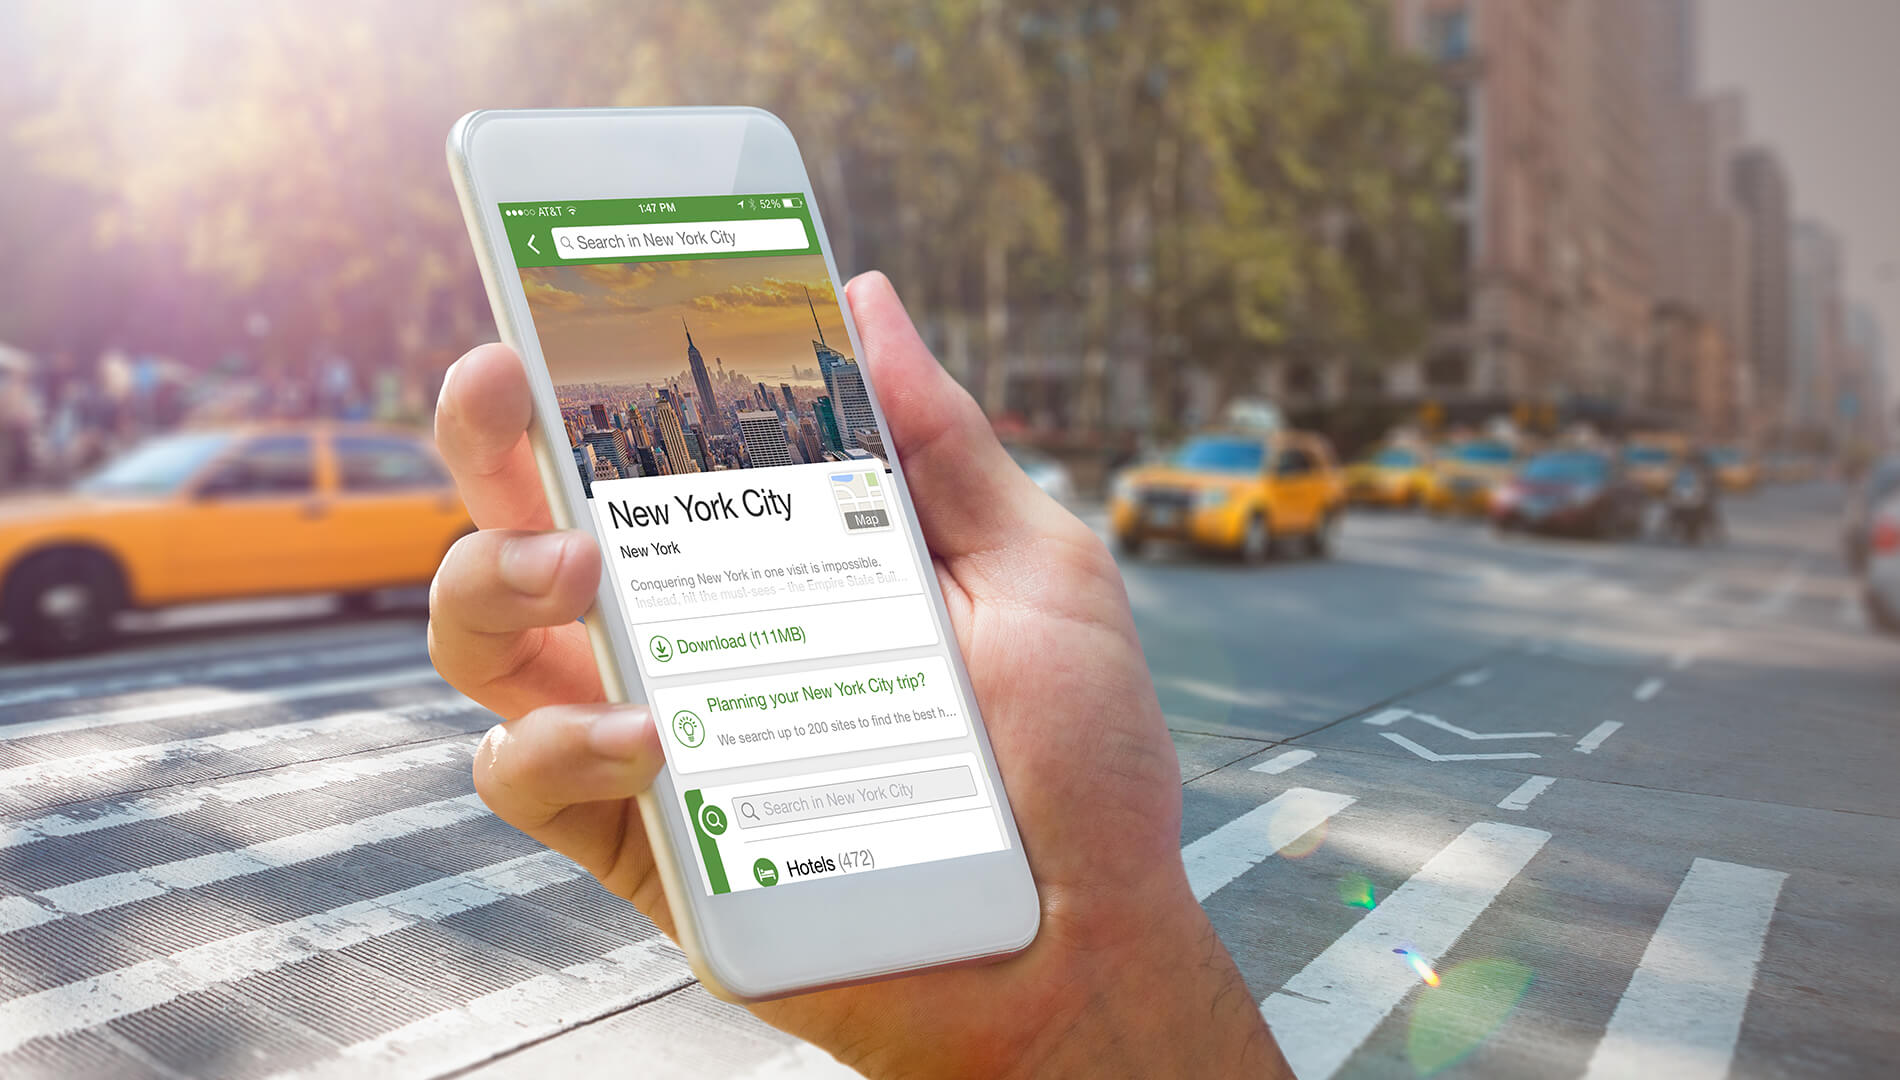 AT&T 1:47 PM 52%
Search in New York City
New York City
Map
New York
Conquering New York in one visit is impossible.
Instead, hit the must-sees – the Empire State Buil...
Download (111MB)
Planning your New York City trip?
We search up to 200 sites to find the best h...
Search in New York City
Hotels (472)